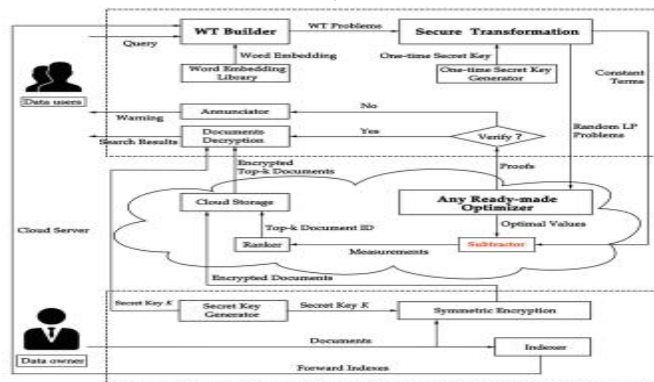 WT Builder
WT Problems
Secure Transformation
Query
Word Embedding
One-time Secret Key
Word Embedding
Library
One-time Secret Key
Generator
Constant
Terms
Data users
Warning
Annunciator
No
Search Results
Documents
Decryption
Yes
Verify ?
Random LP
Problems
Encrypted
Top-k Documents
Proofs
Cloud Storage
Any Ready-made
Optimizer
Cloud Server
Top-k Document ID
Optimal Values
Ranker
Measurements
Subtractor
Encrypted Documents
Secret Key K
Secret Key
Generator
Secret Key K
Symmetric Encryption
Documents
Indexer
Data owner
Forward Indexes